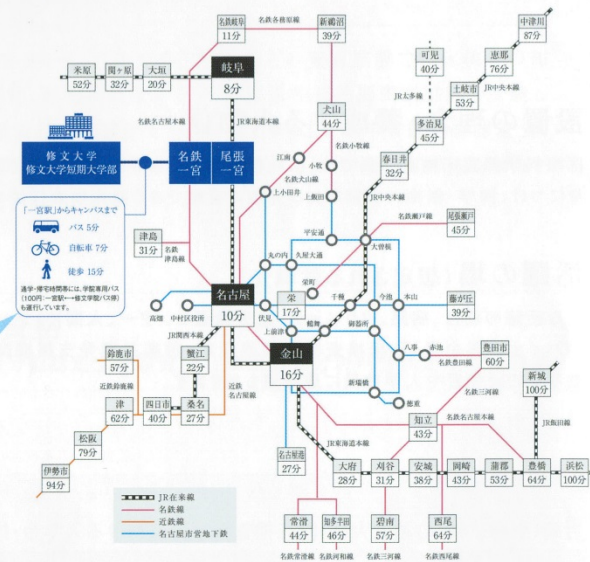 名鉄岐阜
11分
名鉄各務原線
新鵜沼
39分
中津川
87分
米原
52分
関ヶ原
32分
大垣
20分
岐阜
8分
可児
40分
恵那
76分
JR中央本線
JR太多線
土岐市
53分
犬山
44分
多治見
45分
名鉄名古屋本線
JR東海道本線
名鉄小牧線
春日井
32分
修文大学
修文大学短期大学部
名鉄
一宮
尾張
一宮
江南
小牧
名鉄犬山線
上小田井
上飯田
JR中央本線
「一宮駅」からキャンパスまで
バス 5分
自転車 7分
徒歩 15分
通学・帰宅時間帯には、学院専用バス
(100円:一宮駅←→修文学院バス停)
も運行しています。
名鉄瀬戸線
尾張瀬戸
45分
津島
31分
名鉄
津島線
平安通
大曽根
丸の内
久屋大通
栄町
名古屋
10分
高畑
中村区役所
伏見
栄
17分
千種
今池
本山
藤が丘
39分
上前津
鶴舞
御器所
JR関西本線
金山
16分
八事
赤池
名鉄豊田線
豊田市
60分
鈴鹿市
57分
蟹江
22分
近鉄鈴鹿線
近鉄
名古屋線
新瑞橋
徳重
名鉄三河線
新城
100分
津
62分
四日市
40分
桑名
27分
知立
43分
名鉄名古屋本線
JR飯田線
松阪
79分
伊勢市
94分
名古屋港
27分
JR東海道本線
大府
28分
刈谷
31分
安城
38分
岡崎
43分
蒲郡
53分
豊橋
64分
浜松
100分
JR在来線
名鉄線
近鉄線
名古屋市営地下鉄
常滑
44分
知多半田
46分
碧南
57分
西尾
64分
名鉄常滑線
名鉄河和線
名鉄三河線
名鉄西尾線